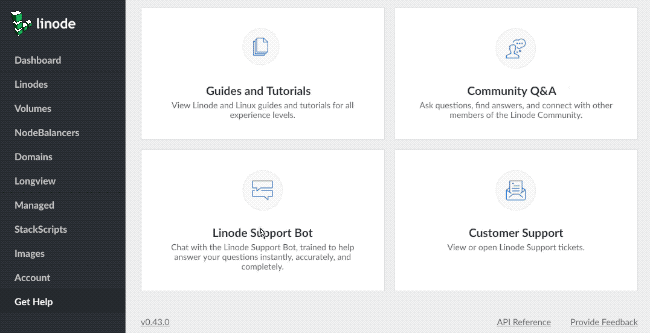 linode
Dashboard
Linodes
Volumes
NodeBalancers
Domains
Longview
Managed
StackScripts
Images
Account
Get Help
Guides and Tutorials
View Linode and Linux guides and tutorials for all
experience levels.
Community Q&A
Ask questions, find answers, and connect with other
members of the Linode Community.
Linode Support Bot
Chat with the Linode Support Bot, trained to help
answer your questions instantly, accurately, and
completely.
Customer Support
View or open Linode Support tickets.
v0.43.0
API Reference
Provide Feedback